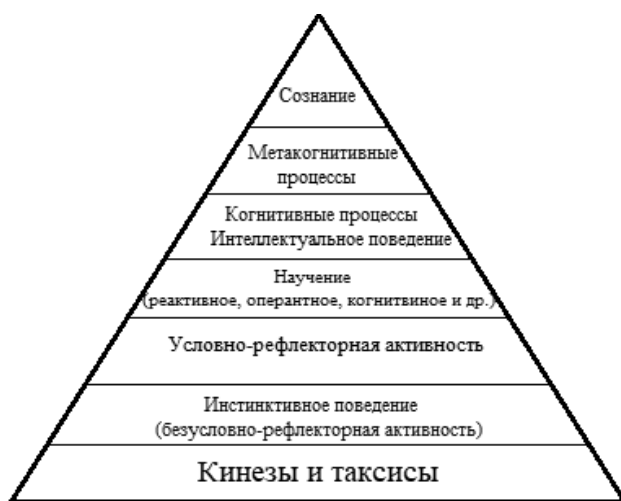 Сознание
Метакогнитивные
процессы
Когнитивные процессы
Интеллектуальное поведение
Научение
(реактивное, оперантное, когнитвиное и др.)
Условно-рефлекторная активность
Инстинктивное поведение
(безусловно-рефлекторная активность)
Кинезы и таксисы